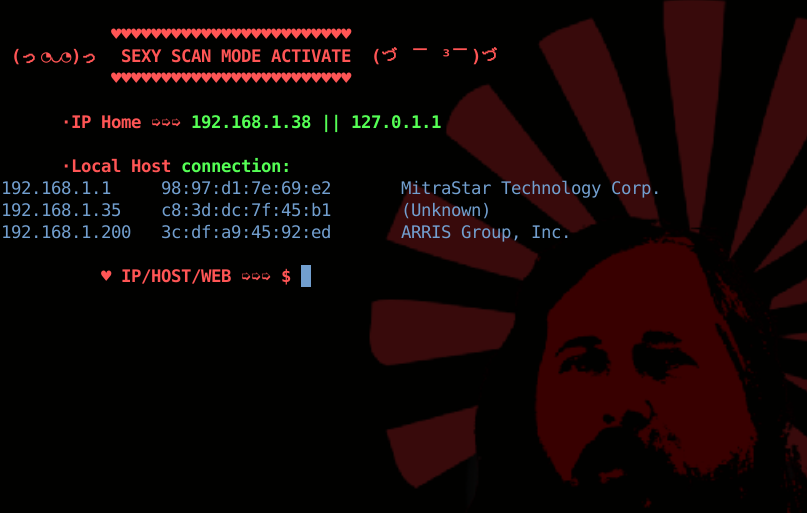 ♥♥♥♥♥♥♥♥♥♥♥♥♥♥♥♥♥♥♥♥♥♥♥♥
(っ◔◡◔)っ SEXY SCAN MODE ACTIVATE (づ ￣ ³￣)づ
♥♥♥♥♥♥♥♥♥♥♥♥♥♥♥♥♥♥♥♥♥♥♥♥
·IP Home ➭➭➭ 192.168.1.38 || 127.0.1.1
·Local Host connection:
192.168.1.1 98:97:d1:7e:69:e2 MitraStar Technology Corp.
192.168.1.35 c8:3d:dc:7f:45:b1 (Unknown)
192.168.1.200 3c:df:a9:45:92:ed ARRIS Group, Inc.
♥ IP/HOST/WEB ➭➭➭ $